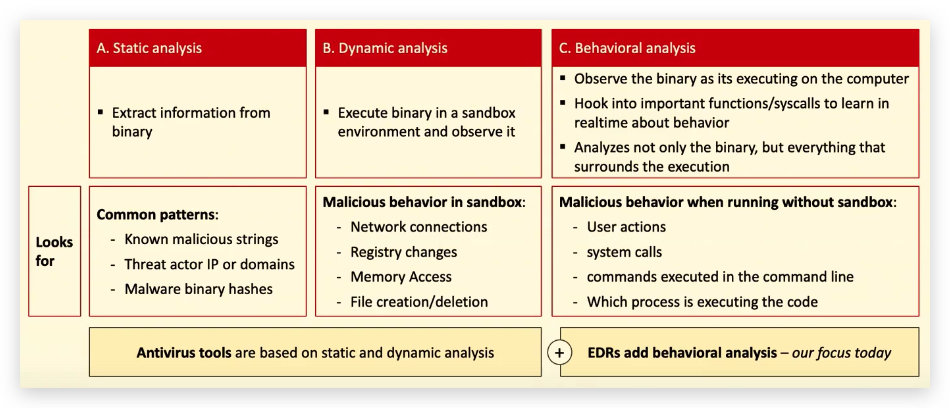 A. Static analysis
B. Dynamic analysis
C. Behavioral analysis
▪ Extract information from
binary
▪ Execute binary in a sandbox
environment and observe it
▪ Observe the binary as its executing on the computer
▪ Hook into important functions/syscalls to learn in
realtime about behavior
▪ Analyzes not only the binary, but everything that
surrounds the execution
Looks
for
Common patterns:
- Known malicious strings
- Threat actor IP or domains
- Malware binary hashes
Malicious behavior in sandbox:
- Network connections
- Registry changes
- Memory Access
- File creation/deletion
Malicious behavior when running without sandbox:
- User actions
- system calls
- commands executed in the command line
- Which process is executing the code
Antivirus tools are based on static and dynamic analysis
+
EDRs add behavioral analysis – our focus today